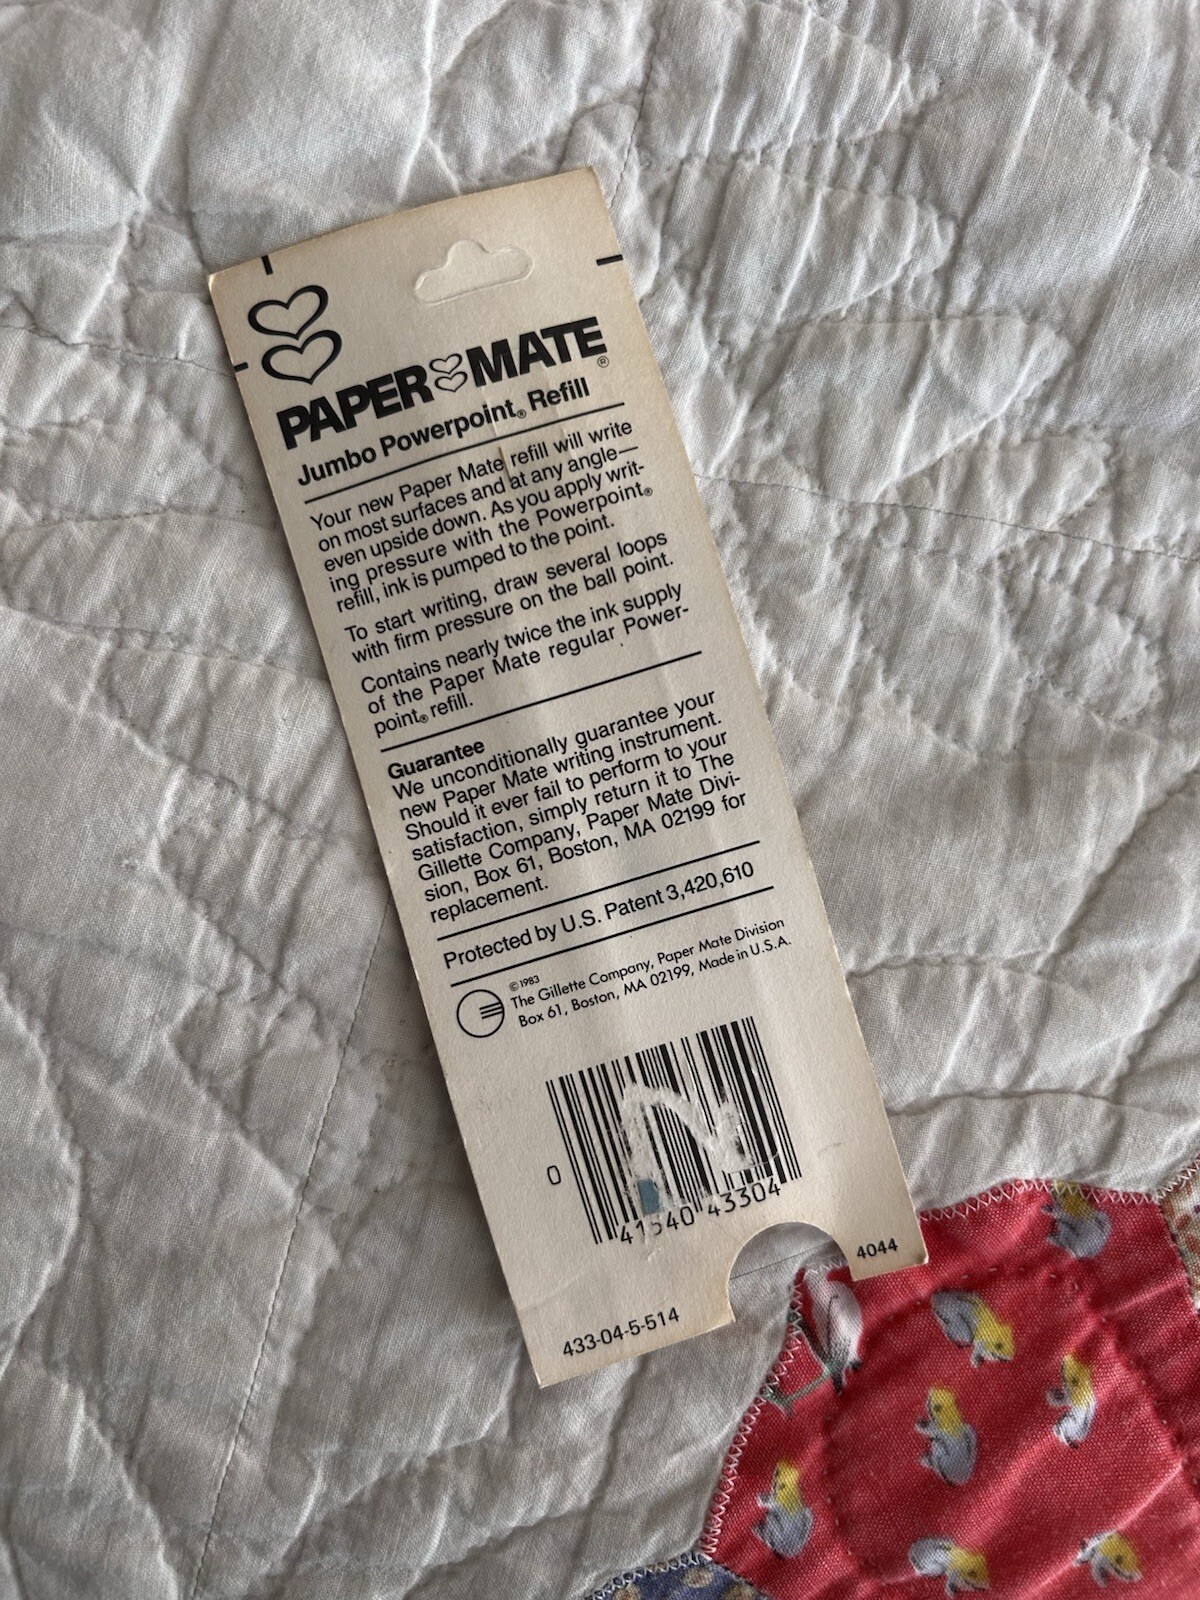 PAPER MATE®
Jumbo Powerpoint® Refill
Your new Paper Mate refill will write
on most surfaces and at any angle—
even upside down. As you apply writ-
ing pressure with the Powerpoint®
refill, ink is pumped to the point.
To start writing, draw several loops
with firm pressure on the ball point.
Contains nearly twice the ink supply
of the Paper Mate regular Power-
point® refill.
Guarantee
We unconditionally guarantee your
new Paper Mate writing instrument.
Should it ever fail to perform to your
satisfaction, simply return it to The
Gillette Company, Paper Mate Divi-
sion, Box 61, Boston, MA 02199 for
replacement.
Protected by U.S. Patent 3,420,610
©1983
The Gillette Company, Paper Mate Division
Box 61, Boston, MA 02199, Made in U.S.A.
0 41540 43304
4044
433-04-5-514